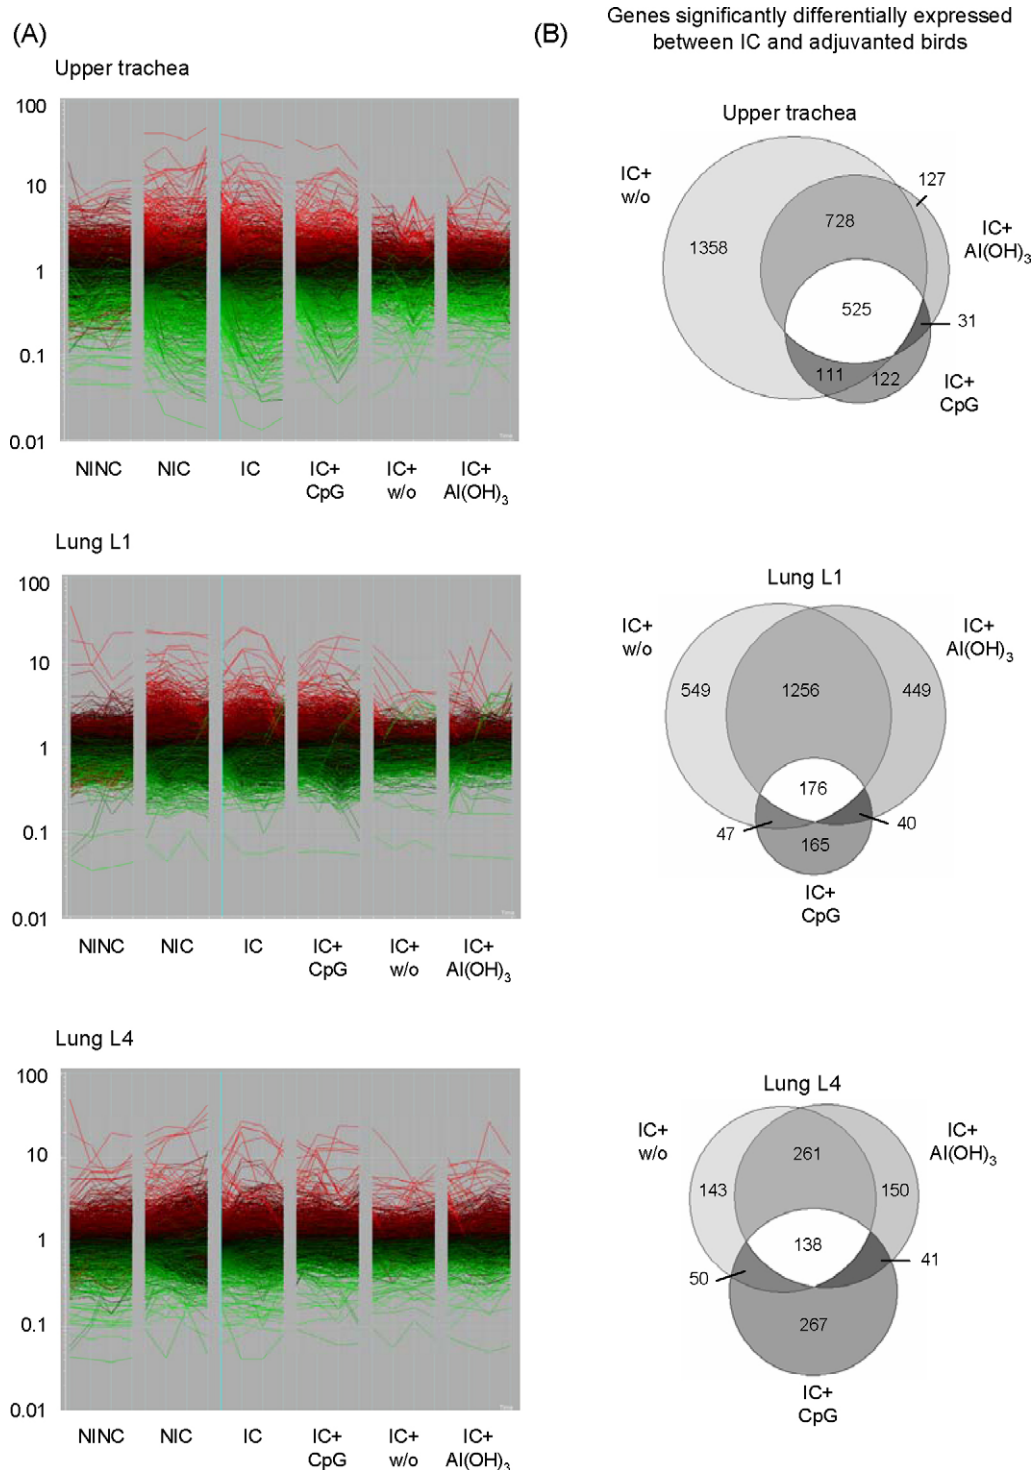 (A)
(B)
Genes significantly differentially expressed
between IC and adjuvanted birds
Upper trachea
100
10
1
0.1
0.01
NINC
NIC
IC
IC+
CpG
IC+
w/o
IC+
Al(OH)3
Time
Upper trachea
IC+
w/o
127
728
IC+
Al(OH)3
1358
525
31
111
122
IC+
CpG
Lung L1
100
10
1
0.1
0.01
NINC
NIC
IC
IC+
CpG
IC+
w/o
IC+
Al(OH)3
Time
Lung L1
IC+
w/o
IC+
Al(OH)3
549
1256
449
176
47
40
165
IC+
CpG
Lung L4
100
10
1
0.1
0.01
NINC
NIC
IC
IC+
CpG
IC+
w/o
IC+
Al(OH)3
Time
Lung L4
IC+
w/o
IC+
Al(OH)3
261
143
150
138
50
41
267
IC+
CpG